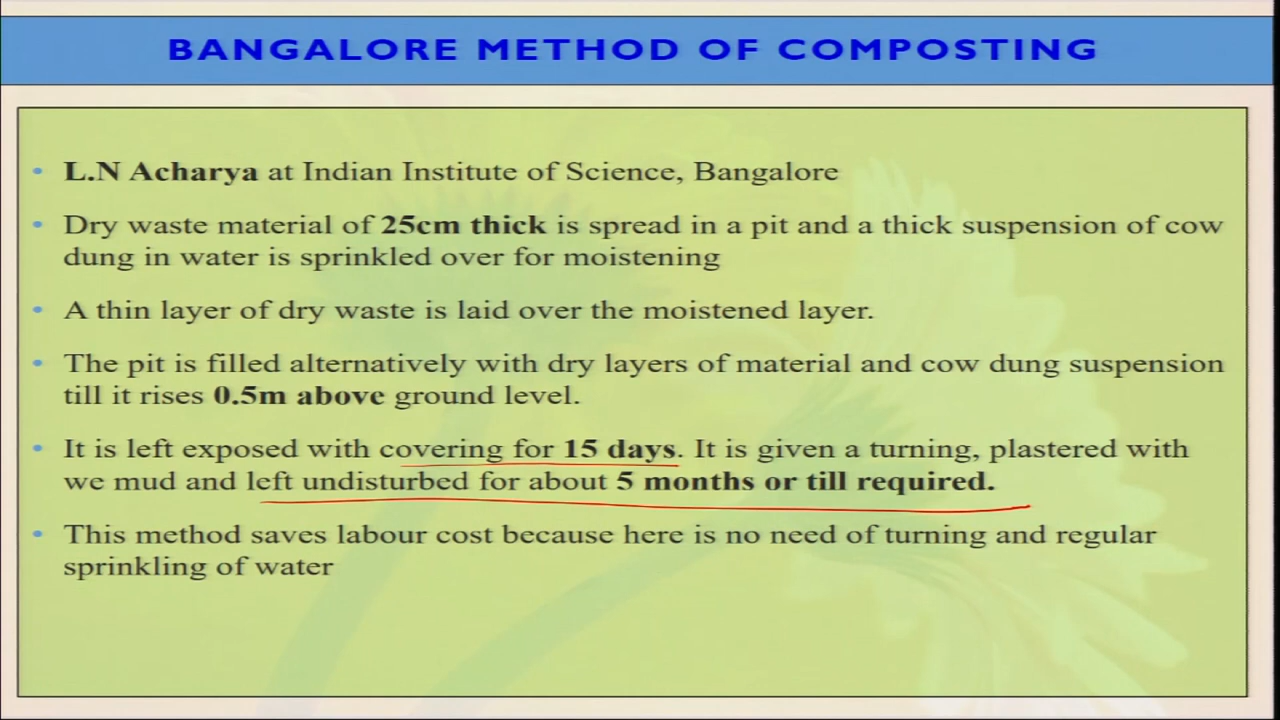 BANGALORE METHOD OF COMPOSTING
• L.N Acharya at Indian Institute of Science, Bangalore
• Dry waste material of 25cm thick is spread in a pit and a thick suspension of cow
dung in water is sprinkled over for moistening
• A thin layer of dry waste is laid over the moistened layer.
• The pit is filled alternatively with dry layers of material and cow dung suspension
till it rises 0.5m above ground level.
• It is left exposed with covering for 15 days. It is given a turning, plastered with
we mud and left undisturbed for about 5 months or till required.
• This method saves labour cost because here is no need of turning and regular
sprinkling of water